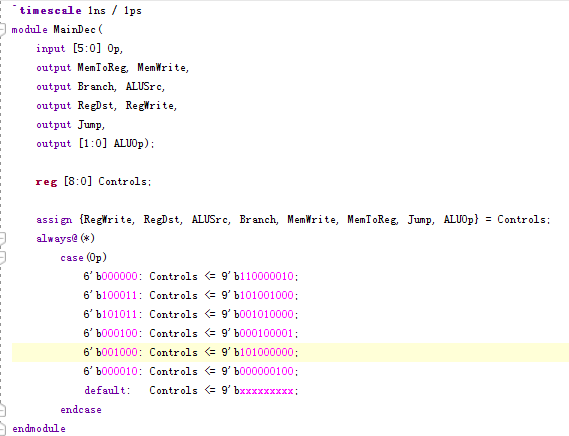 `timescale 1ns / 1ps
module MainDec(
input [5:0] Op,
output MemToReg, MemWrite,
output Branch, ALUSrc,
output RegDst, RegWrite,
output Jump,
output [1:0] ALUOp);
reg [8:0] Controls;
assign {RegWrite, RegDst, ALUSrc, Branch, MemWrite, MemToReg, Jump, ALUOp} = Controls;
always@(*)
case(Op)
6'b000000: Controls <= 9'b110000010;
6'b100011: Controls <= 9'b101001000;
6'b101011: Controls <= 9'b001010000;
6'b000100: Controls <= 9'b000100001;
6'b001000: Controls <= 9'b101000000;
6'b000010: Controls <= 9'b000000100;
default: Controls <= 9'bxxxxxxxxx;
endcase
endmodule